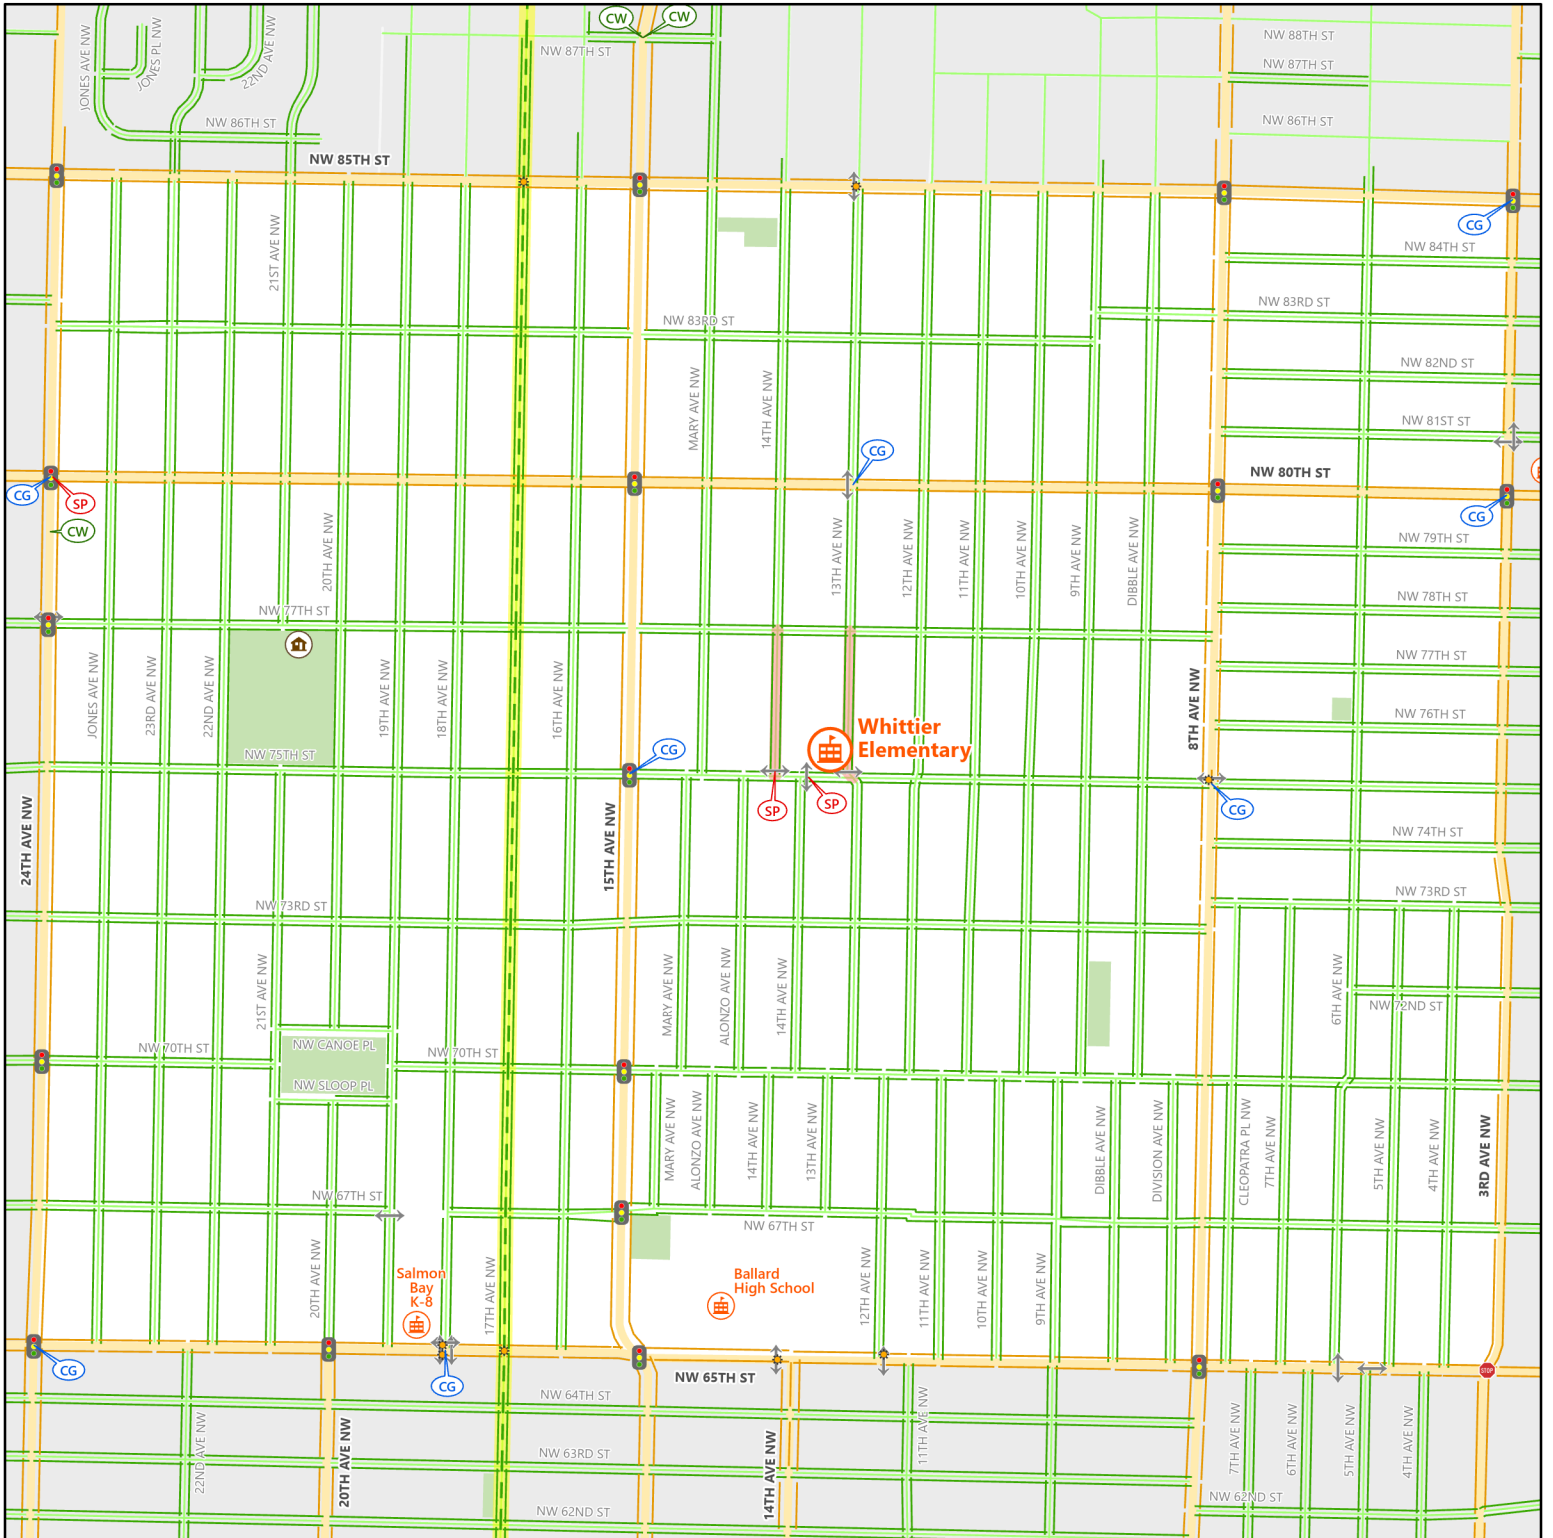 CW
CW
JONES AVE NW
JONES PL NW
22ND AVE NW
NW 87TH ST
NW 88TH ST
NW 87TH ST
NW 86TH ST
NW 86TH ST
NW 85TH ST
CG
21ST AVE NW
NW 84TH ST
NW 83RD ST
NW 83RD ST
NW 82ND ST
MARY AVE NW
14TH AVE NW
NW 81ST ST
CG
NW 80TH ST
CG
SP
CG
CW
20TH AVE NW
13TH AVE NW
12TH AVE NW
11TH AVE NW
10TH AVE NW
9TH AVE NW
DIBBLE AVE NW
NW 79TH ST
NW 78TH ST
NW 77TH ST
NW 77TH ST
JONES AVE NW
23RD AVE NW
22ND AVE NW
19TH AVE NW
18TH AVE NW
16TH AVE NW
8TH AVE NW
NW 76TH ST
Whittier
Elementary
NW 75TH ST
CG
SP
SP
CG
24TH AVE NW
15TH AVE NW
NW 74TH ST
NW 73RD ST
NW 73RD ST
21ST AVE NW
MARY AVE NW
ALONZO AVE NW
14TH AVE NW
6TH AVE NW
NW 72ND ST
NW 70TH ST
NW CANOE PL
NW 70TH ST
NW SLOOP PL
MARY AVE NW
ALONZO AVE NW
14TH AVE NW
13TH AVE NW
DIBBLE AVE NW
DIVISION AVE NW
CLEOPATRA PL NW
7TH AVE NW
5TH AVE NW
4TH AVE NW
3RD AVE NW
NW 67TH ST
NW 67TH ST
20TH AVE NW
Salmon
Bay
K-8
17TH AVE NW
Ballard
High School
12TH AVE NW
11TH AVE NW
10TH AVE NW
9TH AVE NW
CG
CG
NW 65TH ST
STOP
NW 64TH ST
22ND AVE NW
20TH AVE NW
NW 63RD ST
14TH AVE NW
11TH AVE NW
7TH AVE NW
6TH AVE NW
5TH AVE NW
4TH AVE NW
NW 62ND ST
NW 62ND ST